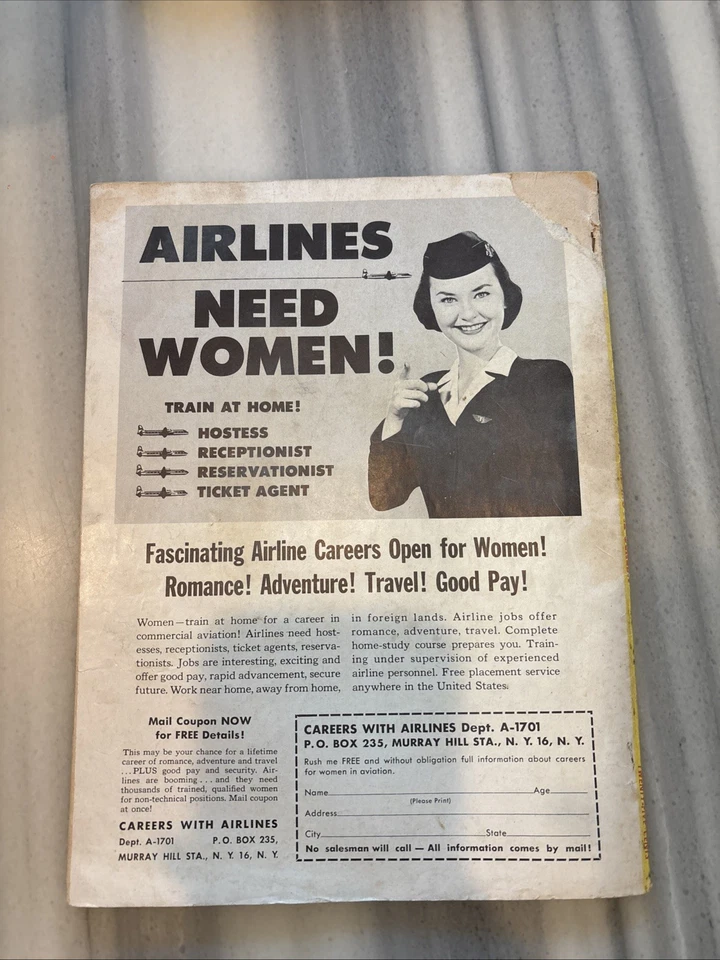 AIRLINES
NEED
WOMEN!
TRAIN AT HOME!
HOSTESS
RECEPTIONIST
RESERVATIONIST
TICKET AGENT
Fascinating Airline Careers Open for Women!
Romance! Adventure! Travel! Good Pay!
Women—train at home for a career in
commercial aviation! Airlines need host-
esses, receptionists, ticket agents, reserva-
tionists. Jobs are interesting, exciting and
offer good pay, rapid advancement, secure
future. Work near home, away from home,
in foreign lands. Airline jobs offer
romance, adventure, travel. Complete
home-study course prepares you. Train-
ing under supervision of experienced
airline personnel. Free placement service
anywhere in the United States.
Mail Coupon NOW
for FREE Details!
This may be your chance for a lifetime
career of romance, adventure and travel
...PLUS good pay and security. Air-
lines are booming...and they need
thousands of trained, qualified women
for non-technical positions. Mail coupon
at once!
CAREERS WITH AIRLINES
Dept. A-1701 P.O. BOX 235,
MURRAY HILL STA., N. Y. 16, N. Y.
CAREERS WITH AIRLINES Dept. A-1701
P.O. BOX 235, MURRAY HILL STA., N. Y. 16, N. Y.
Rush me FREE and without obligation full information about careers
for women in aviation.
Name Age
(Please Print)
Address
City State
No salesman will call — All information comes by mail!